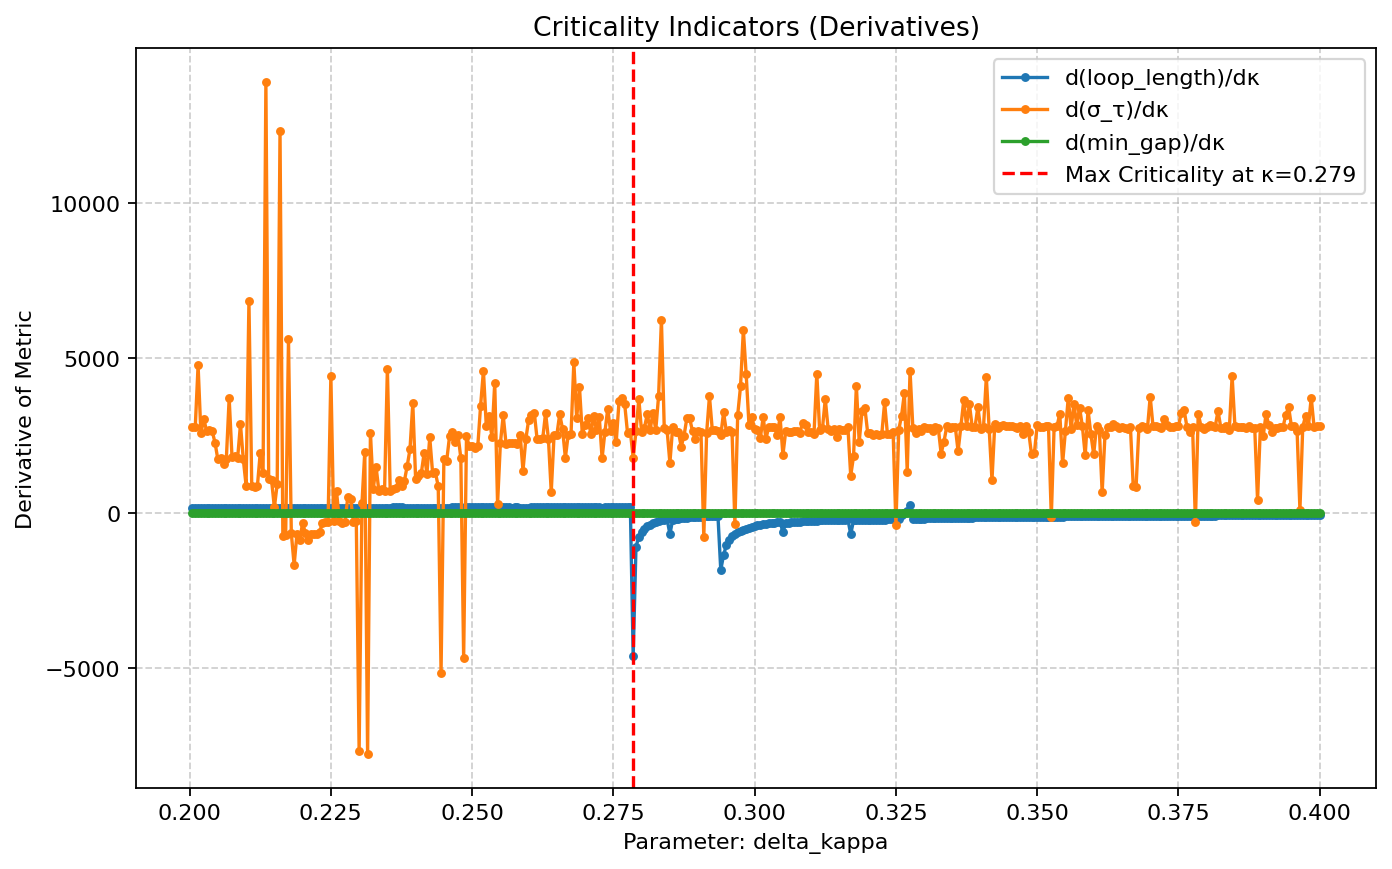 Criticality Indicators (Derivatives)
d(loop_length)/dκ
d(σ_τ)/dκ
d(min_gap)/dκ
Max Criticality at κ=0.279
Derivative of Metric
10000
5000
0
−5000
0.200 0.225 0.250 0.275 0.300 0.325 0.350 0.375 0.400
Parameter: delta_kappa